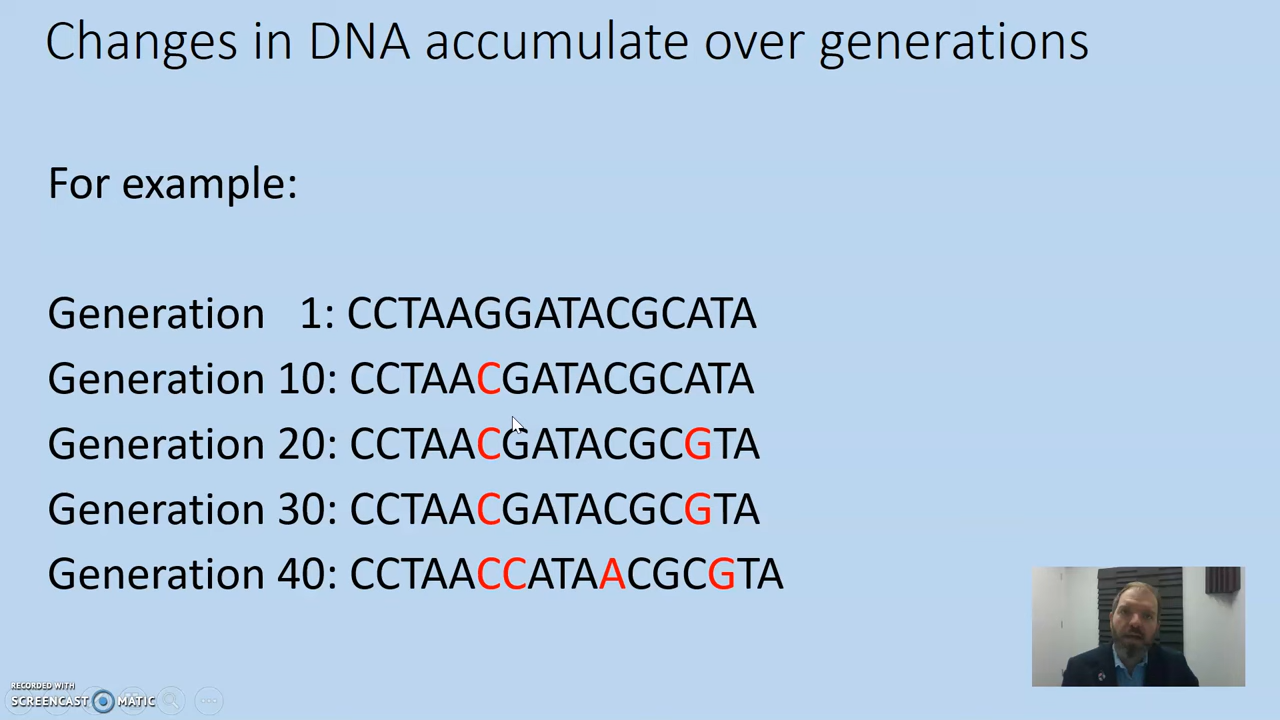 Changes in DNA accumulate over generations
For example:
Generation 1: CCTAAGGATACGCATA
Generation 10: CCTAACGATACGCATA
Generation 20: CCTAACGATACGCGTA
Generation 30: CCTAACGATACGCGTA
Generation 40: CCTAACCATAACGCGTA
RECORDED WITH
SCREENCAST MATIC